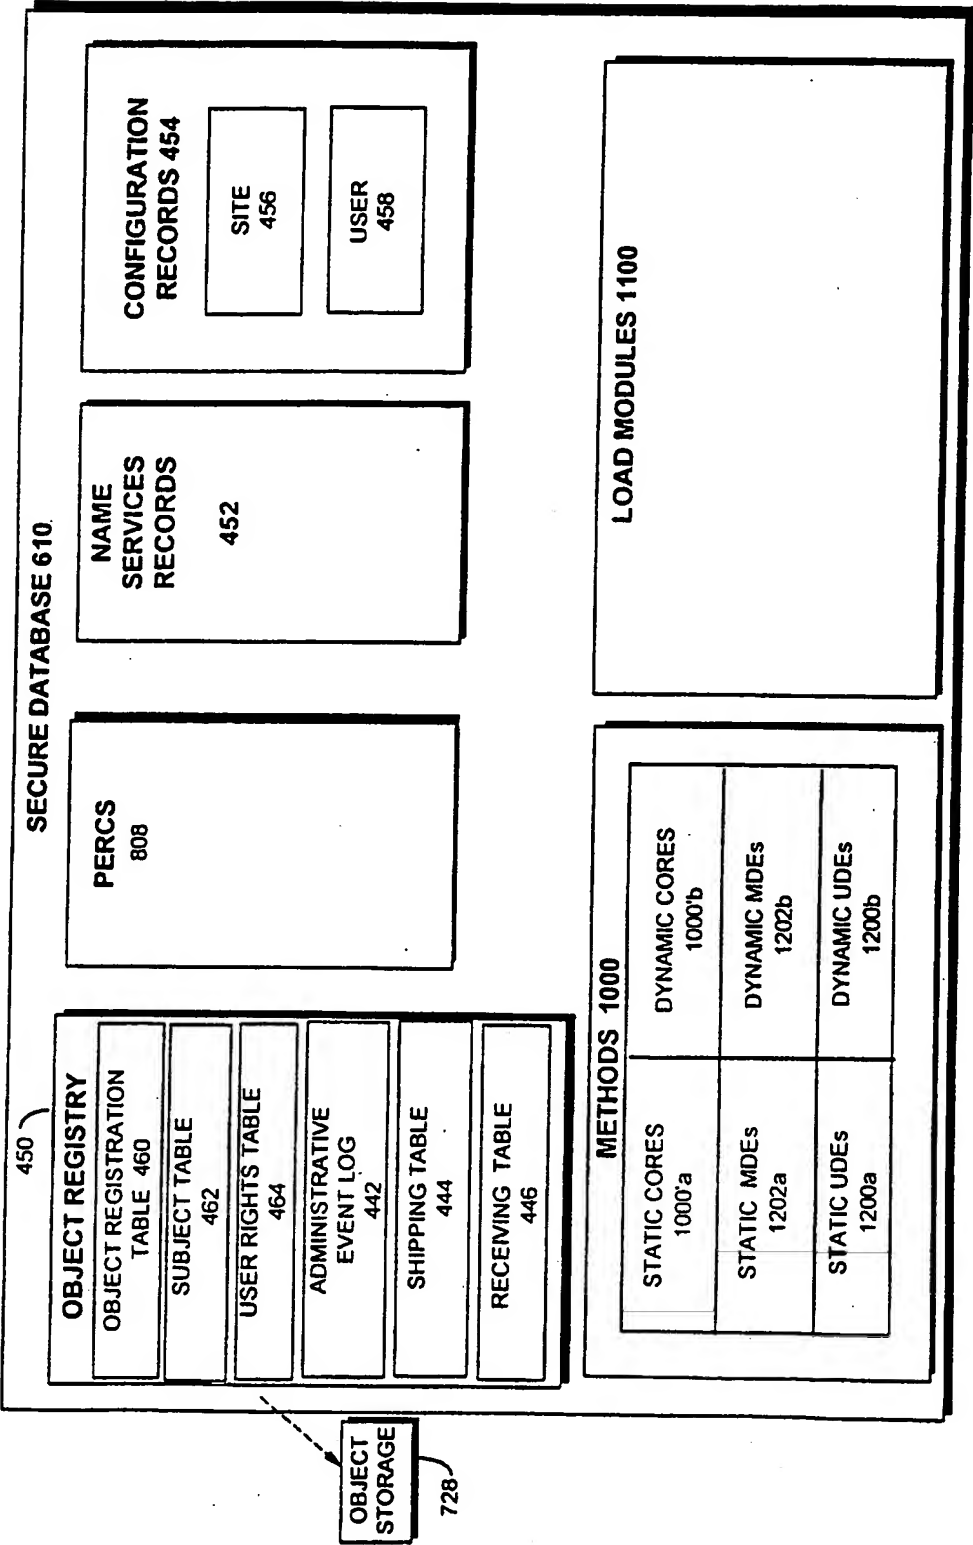 SECURE DATABASE 610
450
OBJECT REGISTRY
OBJECT REGISTRATION
TABLE 460
SUBJECT TABLE
462
USER RIGHTS TABLE
464
ADMINISTRATIVE
EVENT LOG
442
SHIPPING TABLE
444
RECEIVING TABLE
446
PERCS
808
NAME
SERVICES
RECORDS
452
CONFIGURATION
RECORDS 454
SITE
456
USER
458
OBJECT
STORAGE
728
METHODS 1000
STATIC CORES
1000'a
DYNAMIC CORES
1000'b
STATIC MDEs
1202a
DYNAMIC MDEs
1202b
STATIC UDEs
1200a
DYNAMIC UDEs
1200b
LOAD MODULES 1100